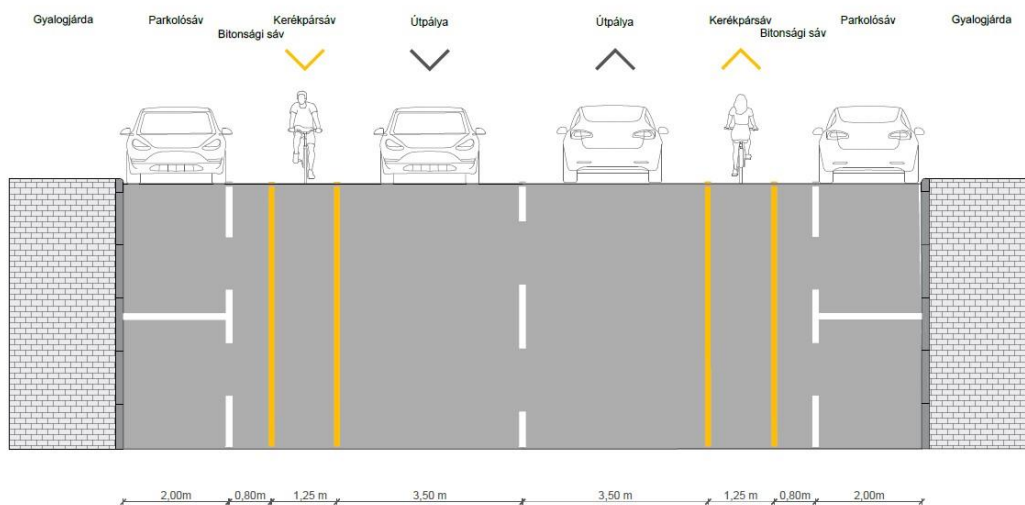 Gyalogjárda
Parkolósáv
Bitonsági sáv
Kerékpársáv
Útpálya
Útpálya
Kerékpársáv
Bitonsági sáv
Parkolósáv
Gyalogjárda
2,00m
0,80m
1,25 m
3,50 m
3,50 m
1,25 m
0,80m
2,00m